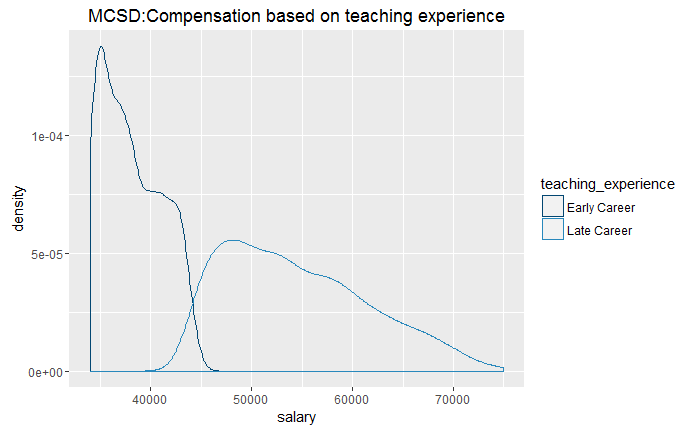 MCSD:Compensation based on teaching experience
density
1e-04
5e-05
0e+00
40000 50000 60000 70000
salary
teaching_experience
Early Career
Late Career